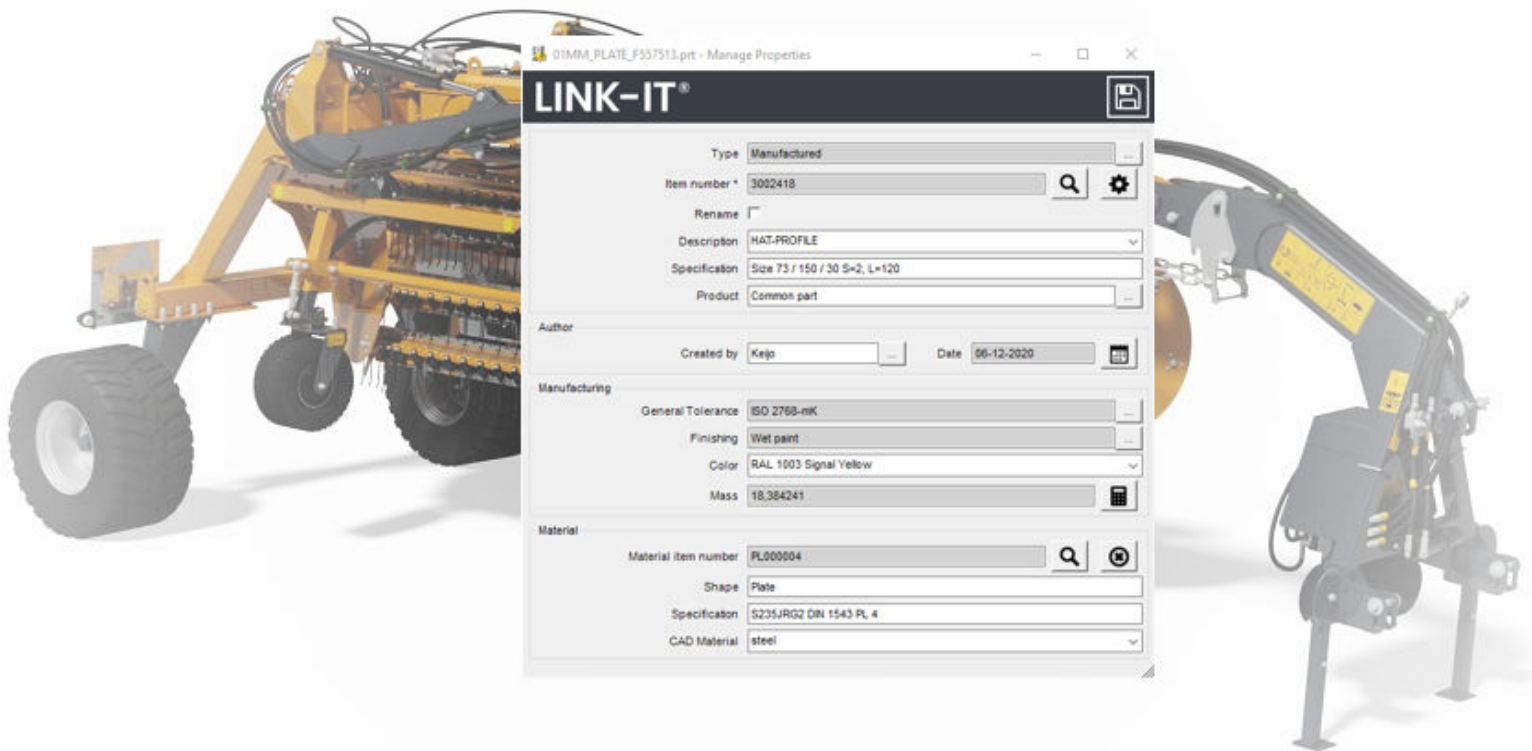 01MM_PLATE_F557513.prt - Manage Properties
LINK-IT®
Type Manufactured ...
Item number * 3002418
Rename
Description HAT-PROFILE
Specification Size 73 / 150 / 30 S=2, L=120
Product Common part ...
Author
Created by Keijo ... Date 06-12-2020
Manufacturing
General Tolerance ISO 2768-mK ...
Finishing Wet paint ...
Color RAL 1003 Signal Yellow
Mass 18,384241
Material
Material item number PL000004
Shape Plate
Specification S235JRG2 DIN 1543 PL 4
CAD Material steel